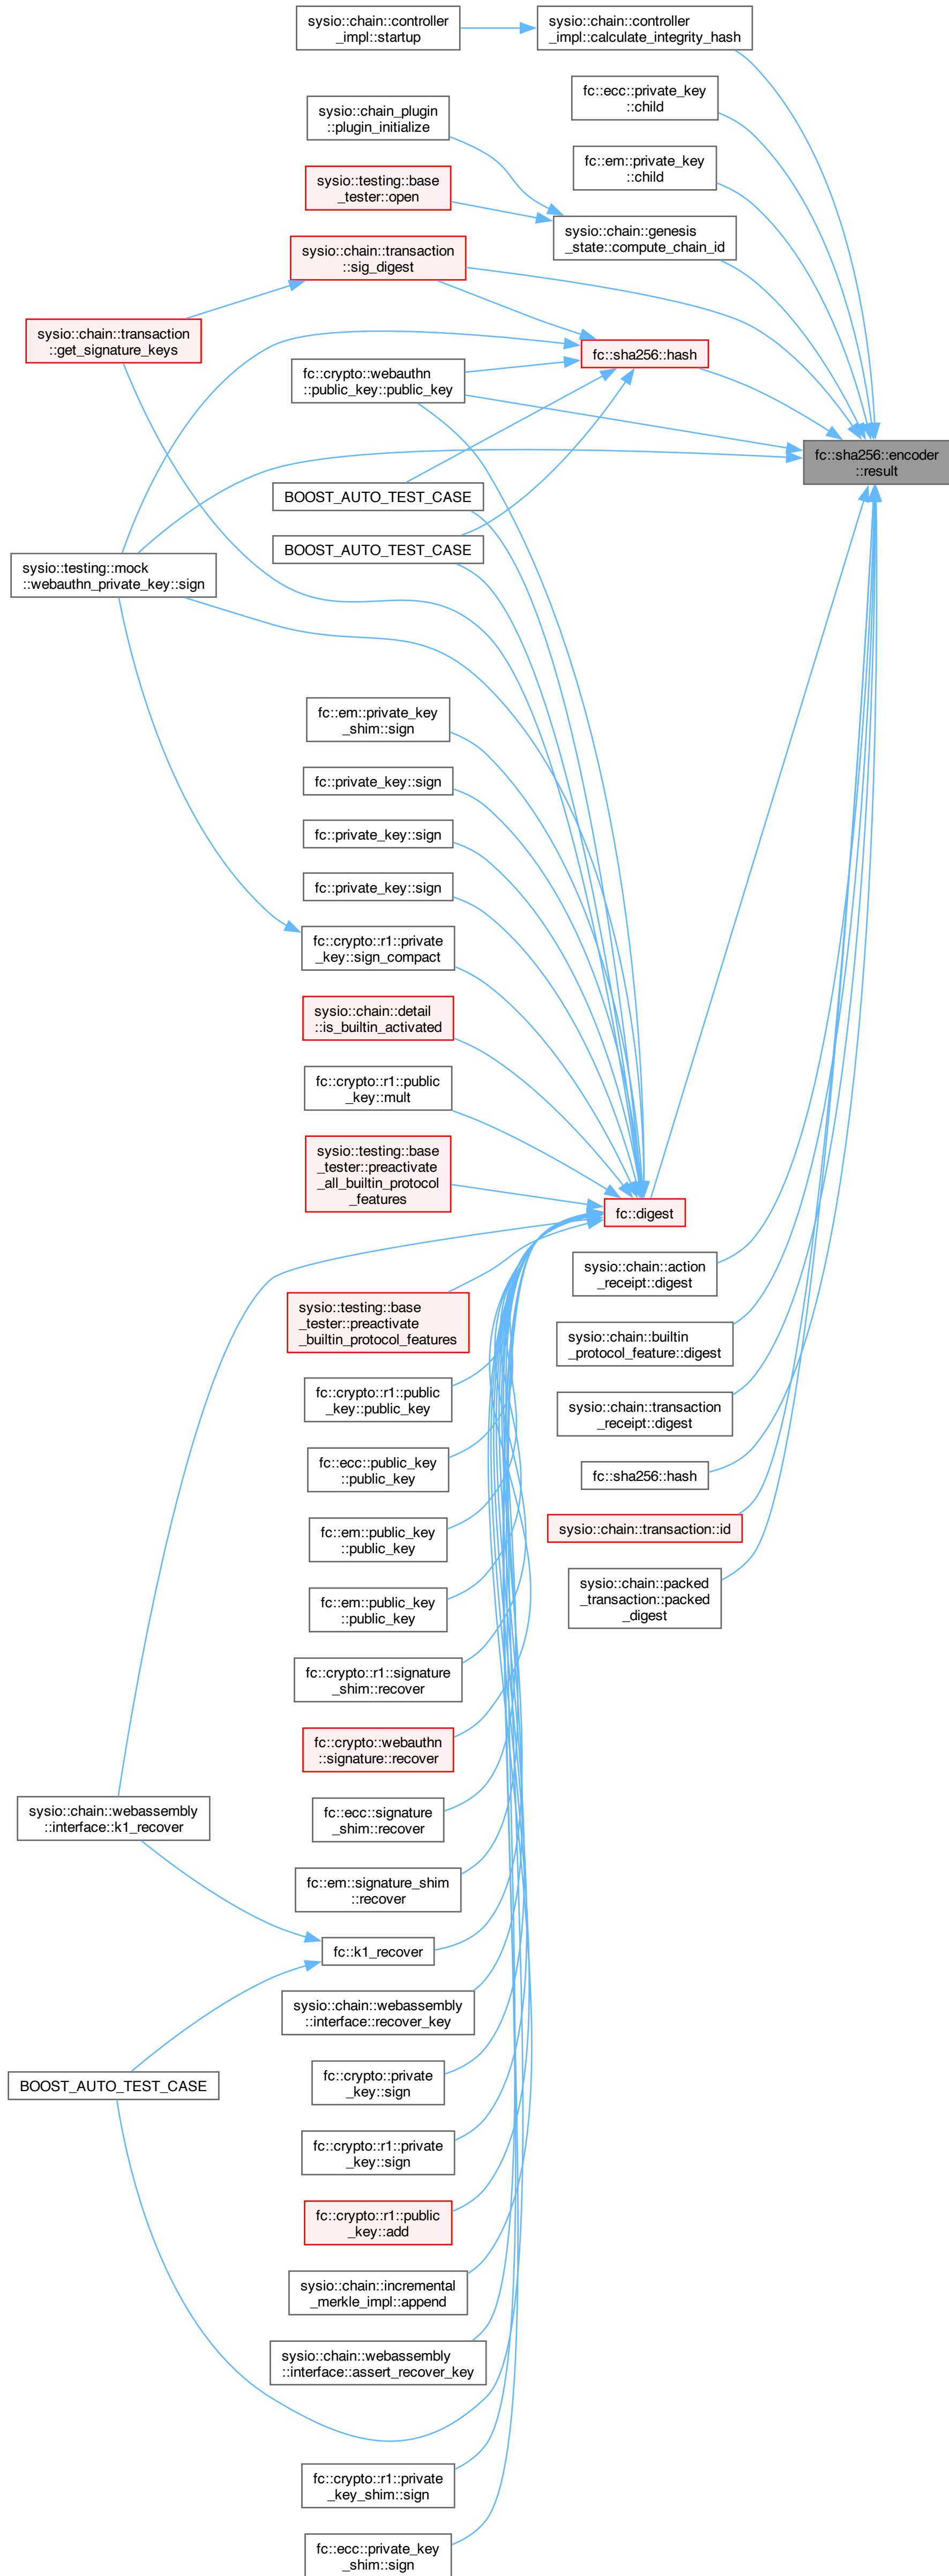 sysio::chain::controller
_impl::startup
sysio::chain::controller
_impl::calculate_integrity_hash
fc::ecc::private_key
::child
sysio::chain_plugin
::plugin_initialize
fc::em::private_key
::child
sysio::testing::base
_tester::open
sysio::chain::genesis
_state::compute_chain_id
sysio::chain::transaction
::sig_digest
sysio::chain::transaction
::get_signature_keys
fc::sha256::hash
fc::crypto::webauthn
::public_key::public_key
fc::sha256::encoder
::result
BOOST_AUTO_TEST_CASE
BOOST_AUTO_TEST_CASE
sysio::testing::mock
::webauthn_private_key::sign
fc::em::private_key
_shim::sign
fc::private_key::sign
fc::private_key::sign
fc::private_key::sign
fc::crypto::r1::private
_key::sign_compact
sysio::chain::detail
::is_builtin_activated
fc::crypto::r1::public
_key::mult
sysio::testing::base
_tester::preactivate
_all_builtin_protocol
_features
fc::digest
sysio::chain::action
_receipt::digest
sysio::testing::base
_tester::preactivate
_builtin_protocol_features
sysio::chain::builtin
_protocol_feature::digest
fc::crypto::r1::public
_key::public_key
sysio::chain::transaction
_receipt::digest
fc::ecc::public_key
::public_key
fc::sha256::hash
fc::em::public_key
::public_key
sysio::chain::transaction::id
fc::em::public_key
::public_key
sysio::chain::packed
_transaction::packed
_digest
fc::crypto::r1::signature
_shim::recover
fc::crypto::webauthn
::signature::recover
sysio::chain::webassembly
::interface::k1_recover
fc::ecc::signature
_shim::recover
fc::em::signature_shim
::recover
fc::k1_recover
sysio::chain::webassembly
::interface::recover_key
fc::crypto::private
_key::sign
BOOST_AUTO_TEST_CASE
fc::crypto::r1::private
_key::sign
fc::crypto::r1::public
_key::add
sysio::chain::incremental
_merkle_impl::append
sysio::chain::webassembly
::interface::assert_recover_key
fc::crypto::r1::private
_key_shim::sign
fc::ecc::private_key
_shim::sign